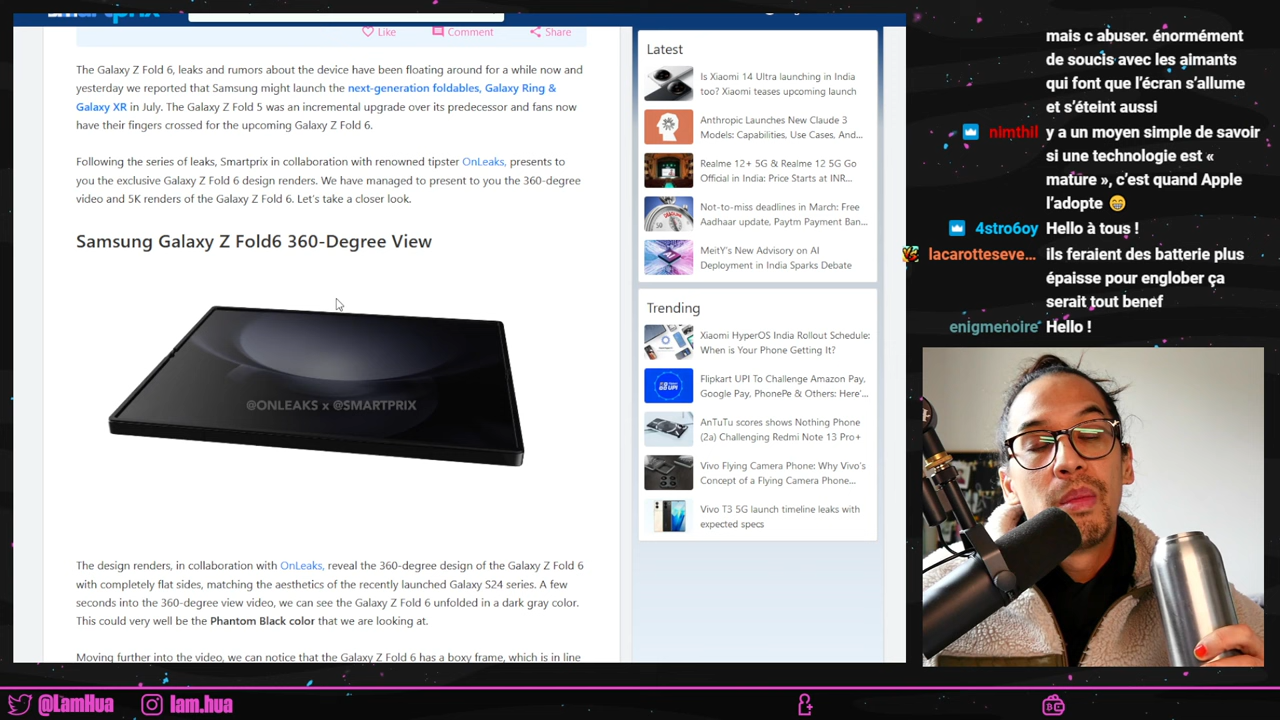 smartprix
Like
Comment
Share
The Galaxy Z Fold 6, leaks and rumors about the device have been floating around for a while now and
yesterday we reported that Samsung might launch the next-generation foldables, Galaxy Ring &
Galaxy XR in July. The Galaxy Z Fold 5 was an incremental upgrade over its predecessor and fans now
have their fingers crossed for the upcoming Galaxy Z Fold 6.
Following the series of leaks, Smartprix in collaboration with renowned tipster OnLeaks, presents to
you the exclusive Galaxy Z Fold 6 design renders. We have managed to present to you the 360-degree
video and 5K renders of the Galaxy Z Fold 6. Let's take a closer look.
Samsung Galaxy Z Fold6 360-Degree View
@ONLEAKS x @SMARTPRIX
The design renders, in collaboration with OnLeaks, reveal the 360-degree design of the Galaxy Z Fold 6
with completely flat sides, matching the aesthetics of the recently launched Galaxy S24 series. A few
seconds into the 360-degree view video, we can see the Galaxy Z Fold 6 unfolded in a dark gray color.
This could very well be the Phantom Black color that we are looking at.
Moving further into the video, we can notice that the Galaxy Z Fold 6 has a boxy frame, which is in line
Latest
Is Xiaomi 14 Ultra launching in India
too? Xiaomi teases upcoming launch
Anthropic Launches New Claude 3
Models: Capabilities, Use Cases, And...
Realme 12+ 5G & Realme 12 5G Go
Official in India: Price Starts at INR...
Not-to-miss deadlines in March: Free
Aadhaar update, Paytm Payment Ban...
MeitY's New Advisory on AI
Deployment in India Sparks Debate
Trending
Xiaomi HyperOS India Rollout Schedule:
When is Your Phone Getting It?
Flipkart UPI To Challenge Amazon Pay,
Google Pay, PhonePe & Others: Here'...
AnTuTu scores shows Nothing Phone
(2a) Challenging Redmi Note 13 Pro+
Vivo Flying Camera Phone: Why Vivo's
Concept of a Flying Camera Phone...
Vivo T3 5G launch timeline leaks with
expected specs
mais c abuser. énormément
de soucis avec les aimants
qui font que l'écran s'allume
et s'éteint aussi
nimthil y a un moyen simple de savoir
si une technologie est «
mature », c'est quand Apple
l'adopte 😁
4stro6oy Hello à tous !
lacarotteseve... ils feraient des batterie plus
épaisse pour englober ça
serait tout benef
enigmenoire Hello !
@LamHua
lam.hua